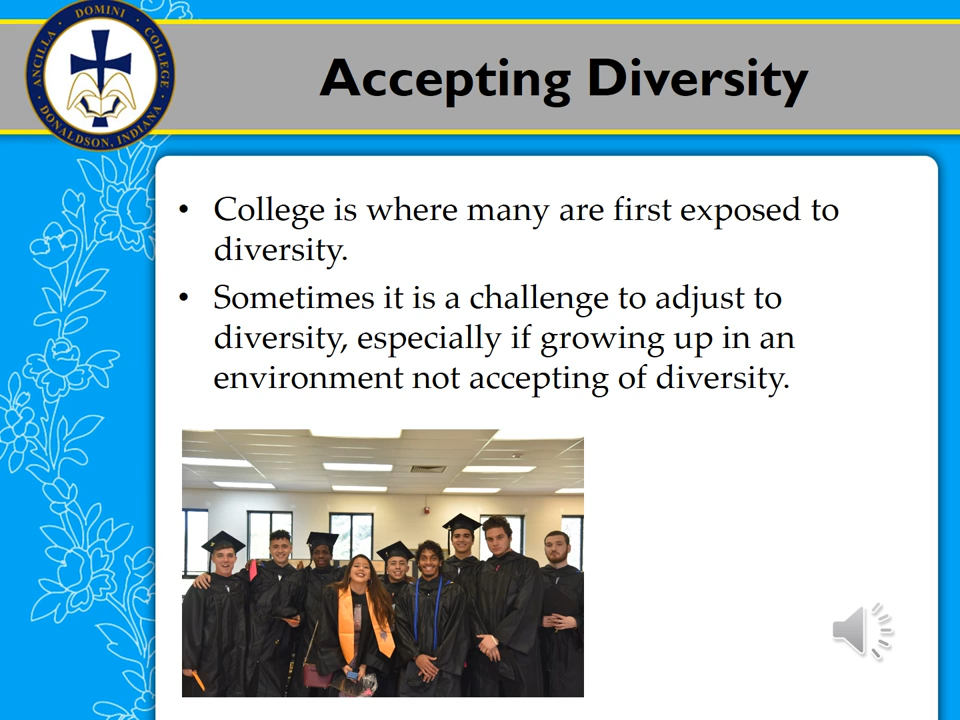 ANCILLA DOMINI COLLEGE
DONALDSON, INDIANA
Accepting Diversity
• College is where many are first exposed to
diversity.
• Sometimes it is a challenge to adjust to
diversity, especially if growing up in an
environment not accepting of diversity.